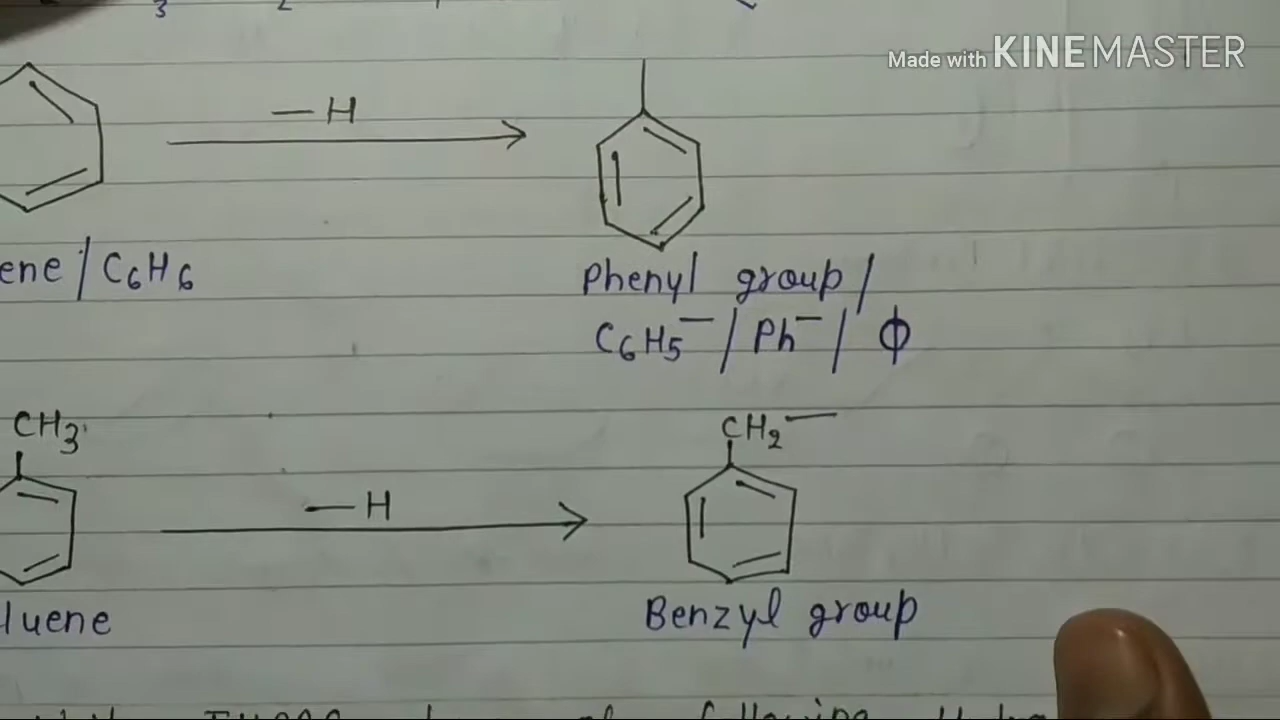 Made with KINEMASTER
— H
ene / C6H6
Phenyl group /
C6H5— / Ph— / Φ
CH3
CH2—
— H
luene
Benzyl group